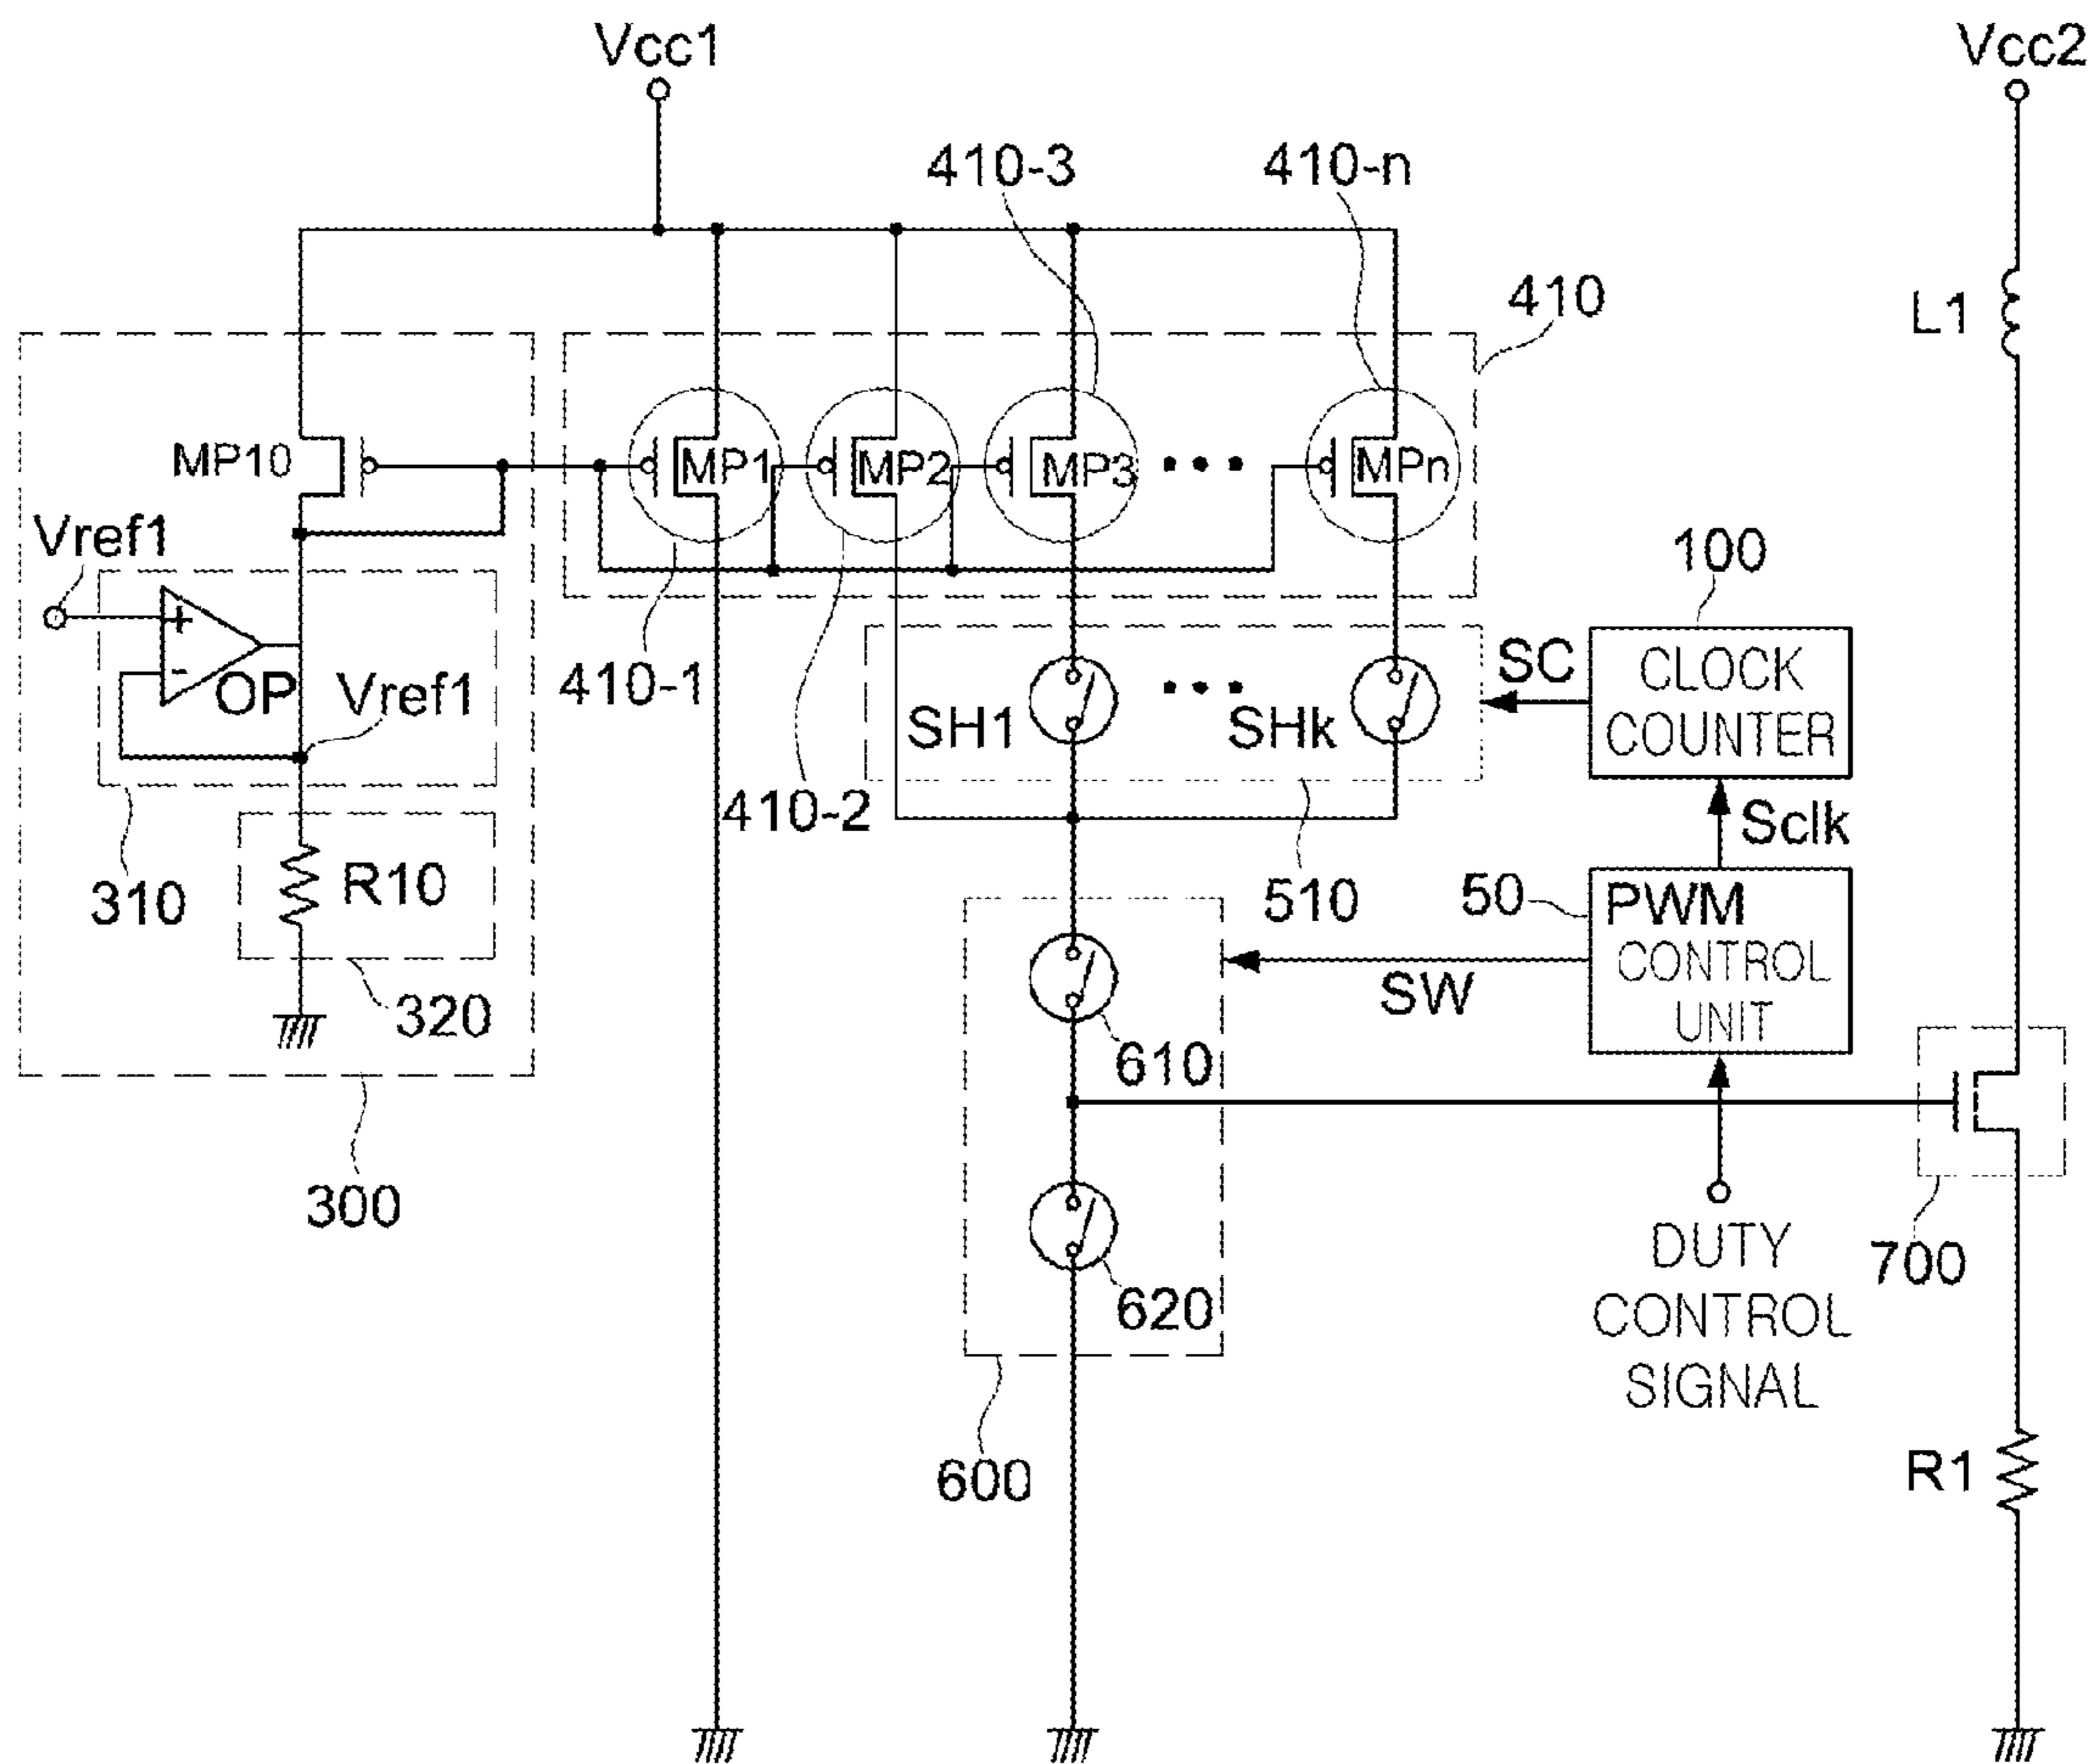 Vcc1
Vcc2
410-3
410-n
410
L1
MP10
MP1
MP2
MP3
• • •
MPn
Vref1
+
-
OP
Vref1
410-1
100
SC
CLOCK
COUNTER
SH1
• • •
SHk
410-2
Sclk
310
R10
510
50
PWM
CONTROL
UNIT
320
SW
610
300
620
700
DUTY
CONTROL
SIGNAL
600
R1